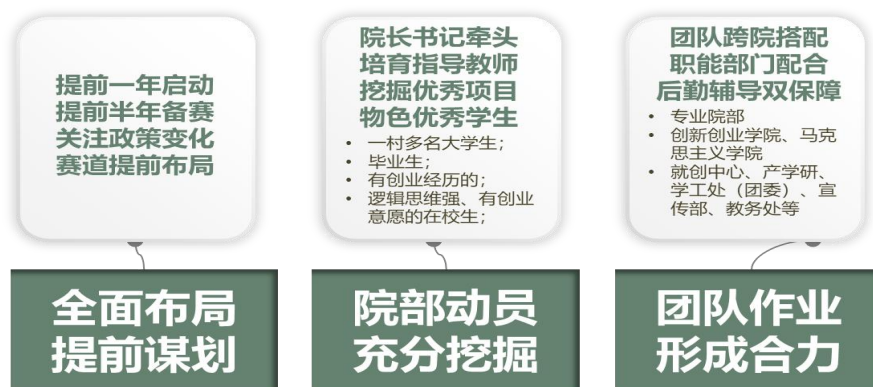 提前一年启动
提前半年备赛
关注政策变化
赛道提前布局
全面布局
提前谋划
院长书记牵头
培育指导教师
挖掘优秀项目
物色优秀学生
• 一村多名大学生；
• 毕业生；
• 有创业经历的；
• 逻辑思维强、有创业
意愿的在校生；
院部动员
充分挖掘
团队跨院搭配
职能部门配合
后勤辅导双保障
• 专业院部
• 创新创业学院、马克
思主义学院
• 就创中心、产学研、
学工处（团委）、宣
传部、教务处等
团队作业
形成合力